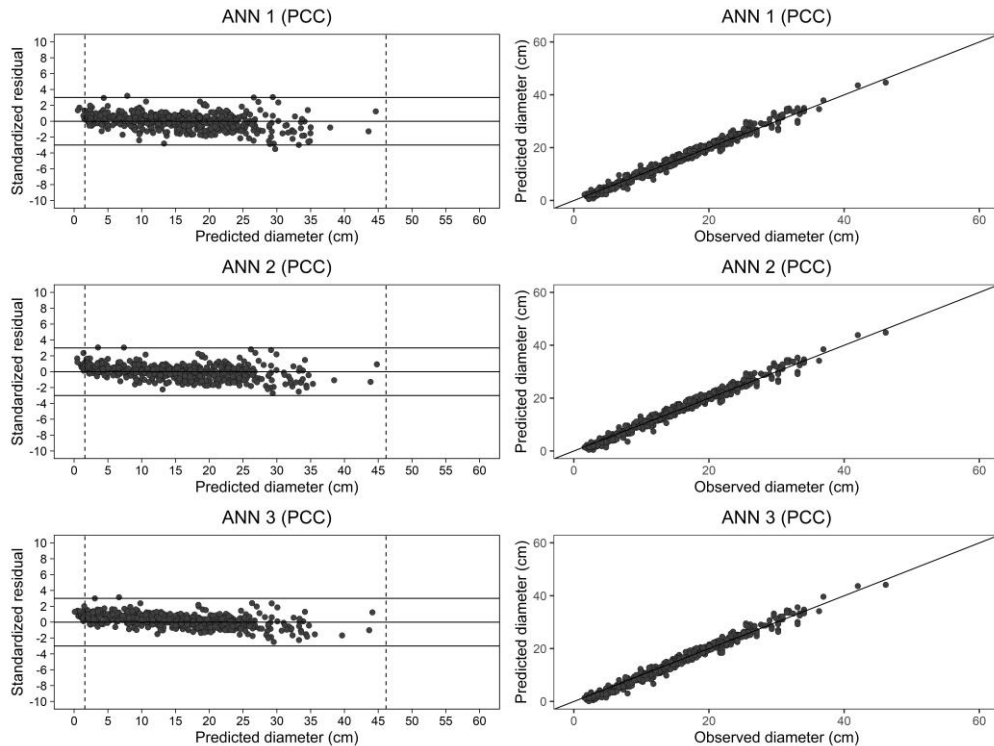 ANN 1 (PCC)
Standardized residual
10
8
6
4
2
0
-2
-4
-6
-8
-10
0 5 10 15 20 25 30 35 40 45 50 55 60
Predicted diameter (cm)
ANN 1 (PCC)
Predicted diameter (cm)
60
40
20
0
0 20 40 60
Observed diameter (cm)
ANN 2 (PCC)
Standardized residual
10
8
6
4
2
0
-2
-4
-6
-8
-10
0 5 10 15 20 25 30 35 40 45 50 55 60
Predicted diameter (cm)
ANN 2 (PCC)
Predicted diameter (cm)
60
40
20
0
0 20 40 60
Observed diameter (cm)
ANN 3 (PCC)
Standardized residual
10
8
6
4
2
0
-2
-4
-6
-8
-10
0 5 10 15 20 25 30 35 40 45 50 55 60
Predicted diameter (cm)
ANN 3 (PCC)
Predicted diameter (cm)
60
40
20
0
0 20 40 60
Observed diameter (cm)